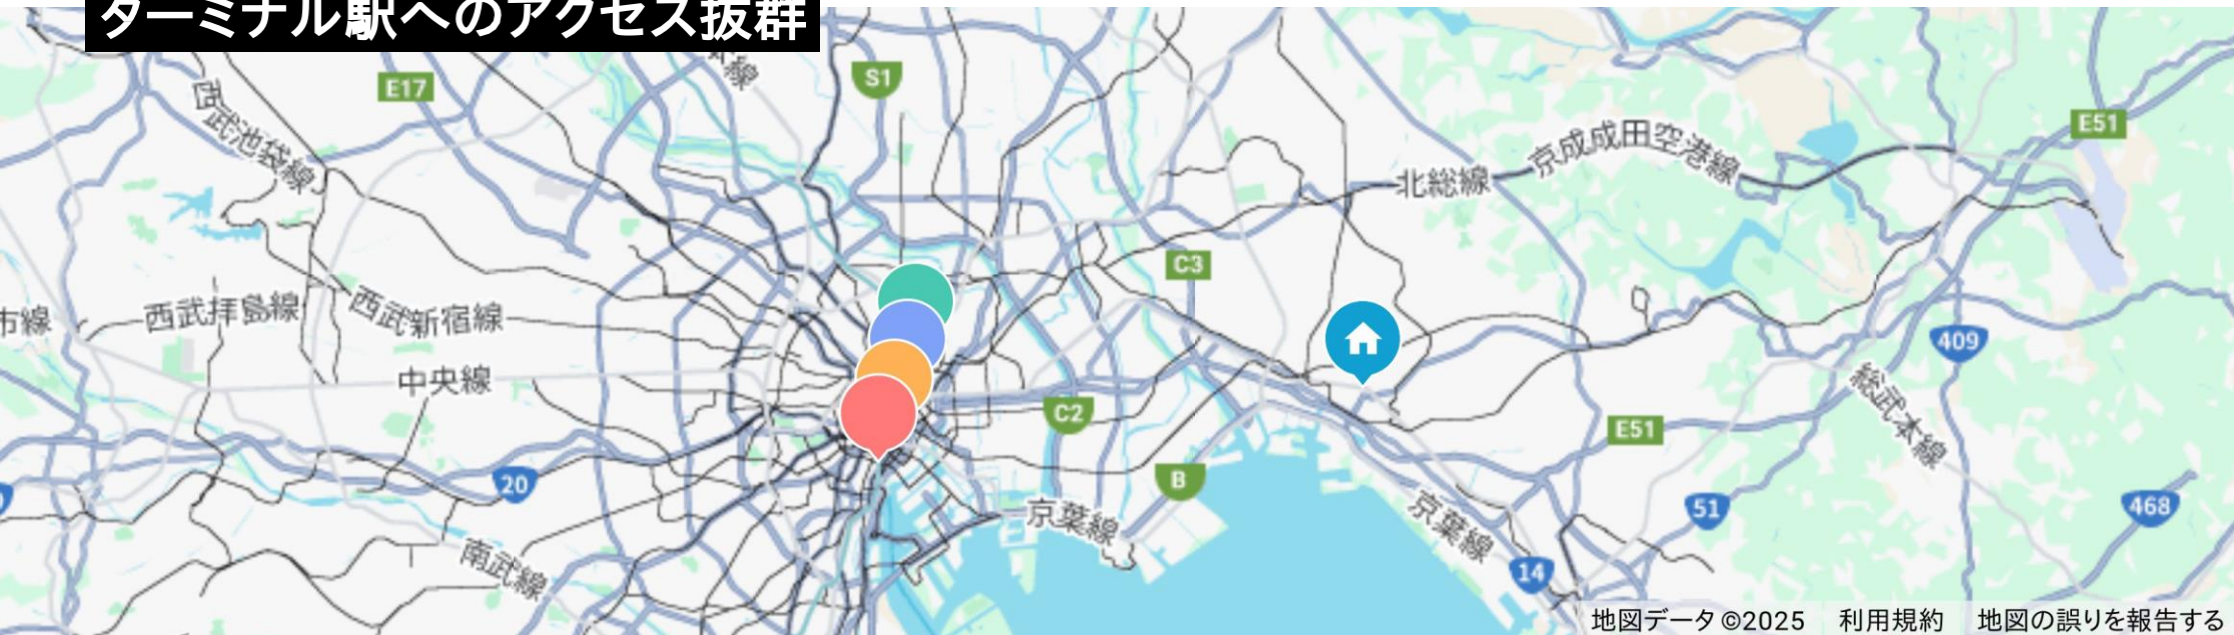 ターミナル駅へのアクセス抜群
E17
S1
西武池袋線
E51
京成成田空港線
北総線
C3
市線
西武拝島線
西武新宿線
中央線
409
C2
E51
総武本線
20
B
51
468
京葉線
京葉線
南武線
14
地図データ ©2025 利用規約 地図の誤りを報告する